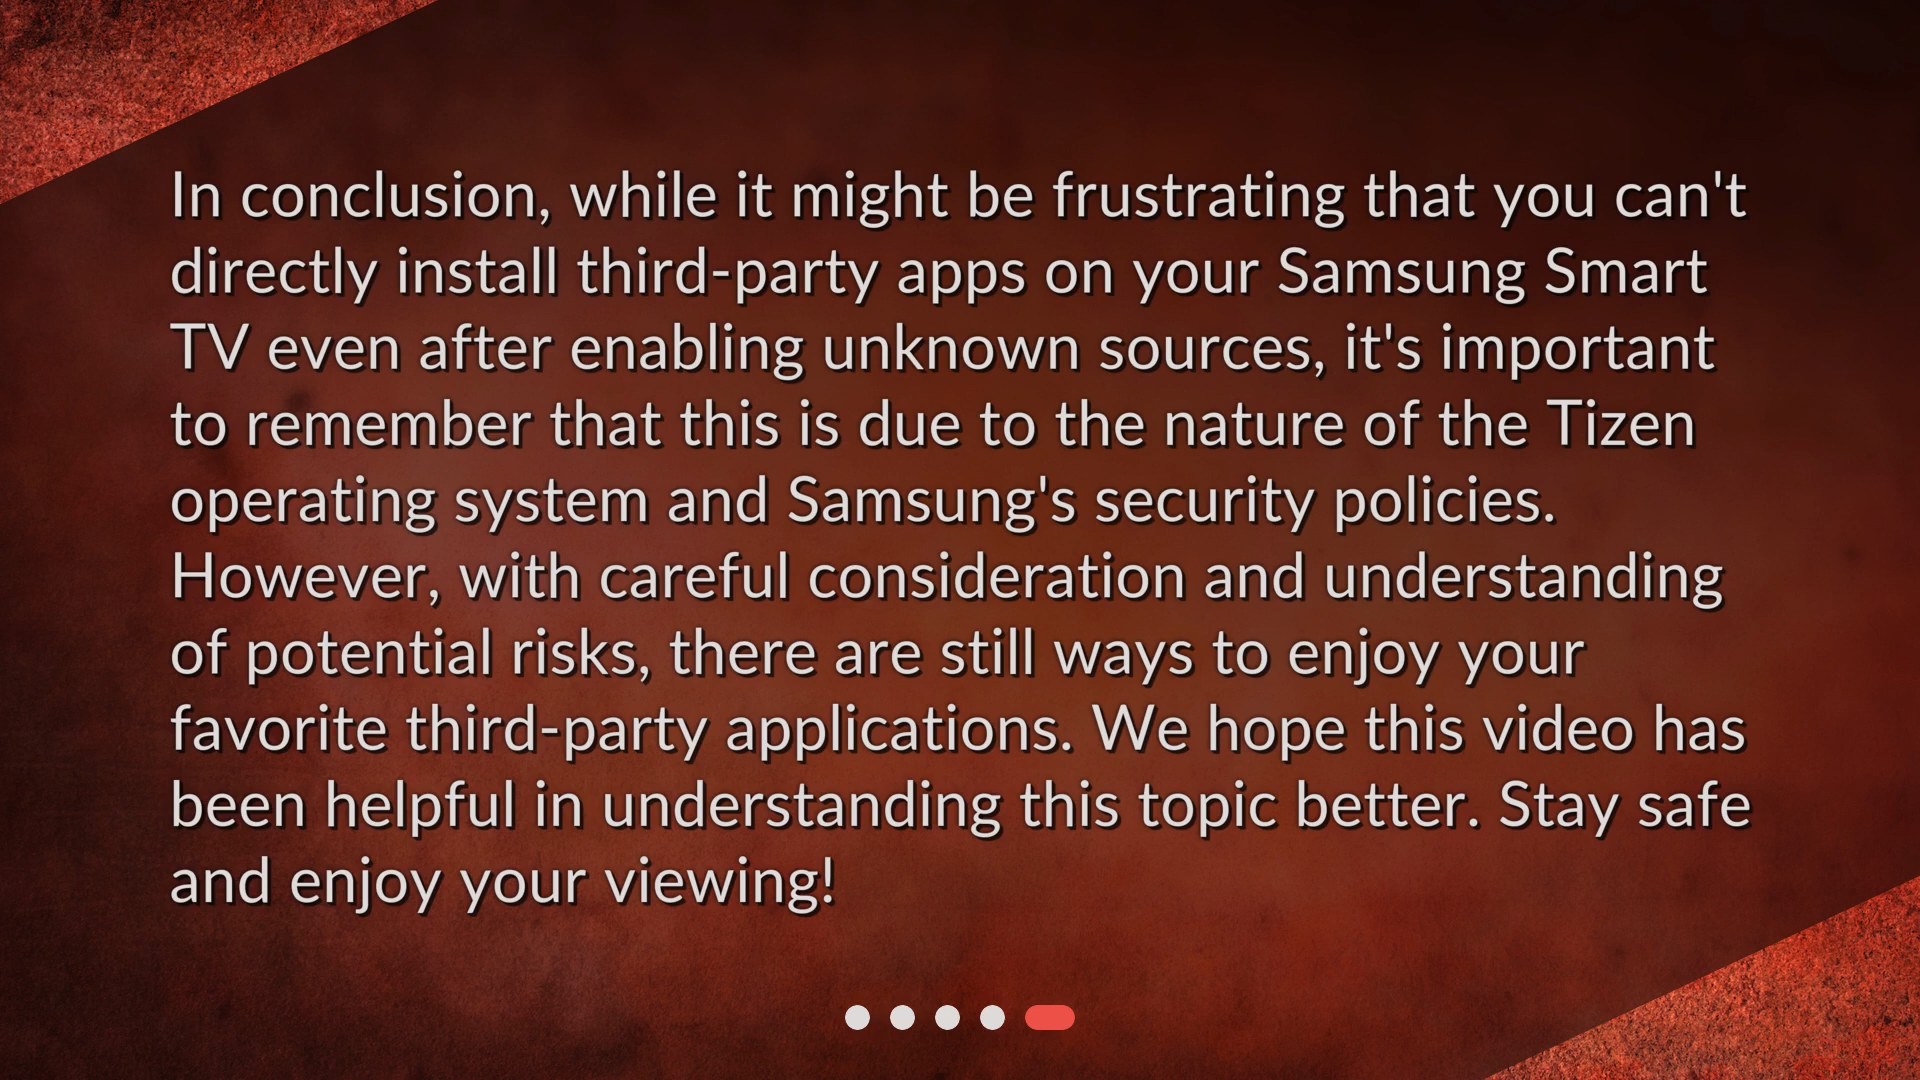 In conclusion, while it might be frustrating that you can't
directly install third-party apps on your Samsung Smart
TV even after enabling unknown sources, it's important
to remember that this is due to the nature of the Tizen
operating system and Samsung's security policies.
However, with careful consideration and understanding
of potential risks, there are still ways to enjoy your
favorite third-party applications. We hope this video has
been helpful in understanding this topic better. Stay safe
and enjoy your viewing!